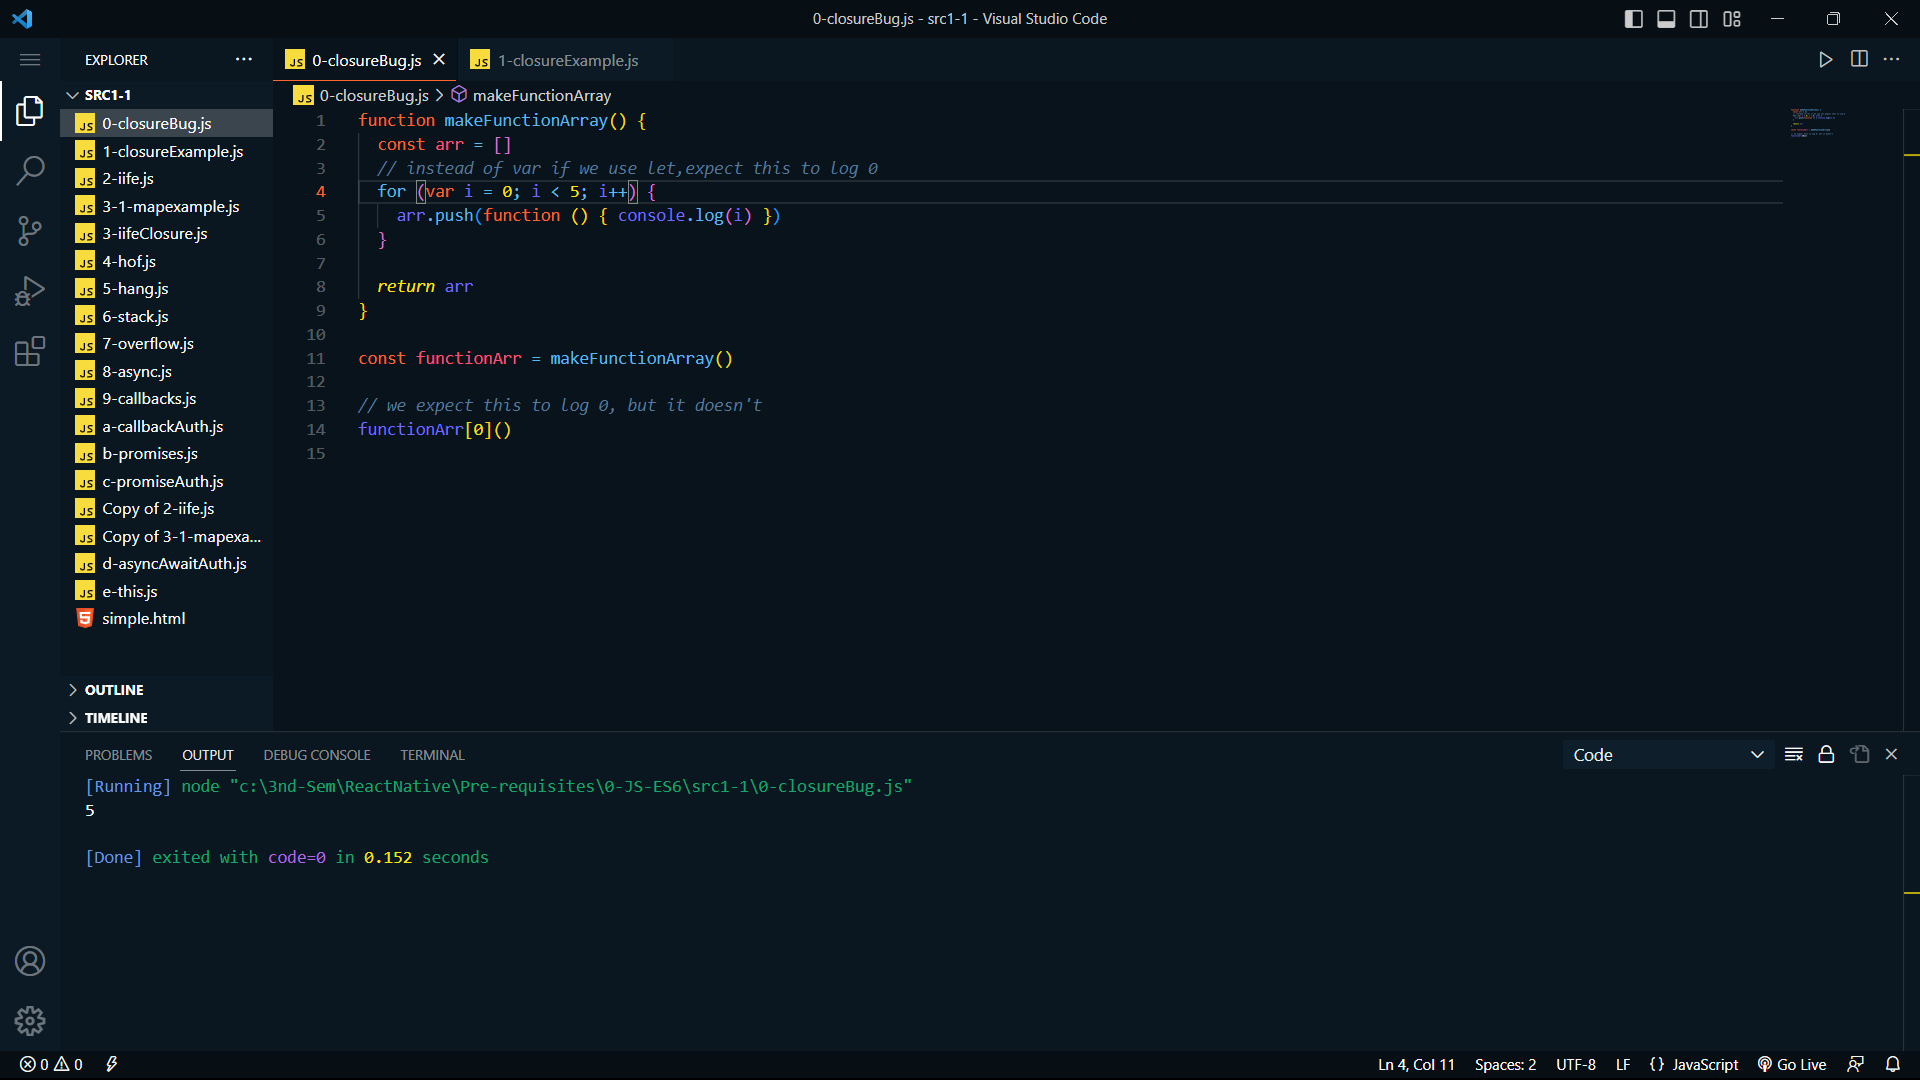 0-closureBug.js - src1-1 - Visual Studio Code
EXPLORER
SRC1-1
JS 0-closureBug.js
JS 1-closureExample.js
JS 2-iife.js
JS 3-1-mapexample.js
JS 3-iifeClosure.js
JS 4-hof.js
JS 5-hang.js
JS 6-stack.js
JS 7-overflow.js
JS 8-async.js
JS 9-callbacks.js
JS a-callbackAuth.js
JS b-promises.js
JS c-promiseAuth.js
JS Copy of 2-iife.js
JS Copy of 3-1-mapexa...
JS d-asyncAwaitAuth.js
JS e-this.js
5 simple.html
OUTLINE
TIMELINE
JS 0-closureBug.js
JS 1-closureExample.js
JS 0-closureBug.js > makeFunctionArray
1 function makeFunctionArray() {
2 const arr = []
3 // instead of var if we use let,expect this to log 0
4 for (var i = 0; i < 5; i++) {
5 arr.push(function () { console.log(i) })
6 }
7
8 return arr
9 }
10
11 const functionArr = makeFunctionArray()
12
13 // we expect this to log 0, but it doesn't
14 functionArr[0]()
15
PROBLEMS OUTPUT DEBUG CONSOLE TERMINAL
Code
[Running] node "c:\3nd-Sem\ReactNative\Pre-requisites\0-JS-ES6\src1-1\0-closureBug.js"
5
[Done] exited with code=0 in 0.152 seconds
0 0
Ln 4, Col 11 Spaces: 2 UTF-8 LF {} JavaScript Go Live